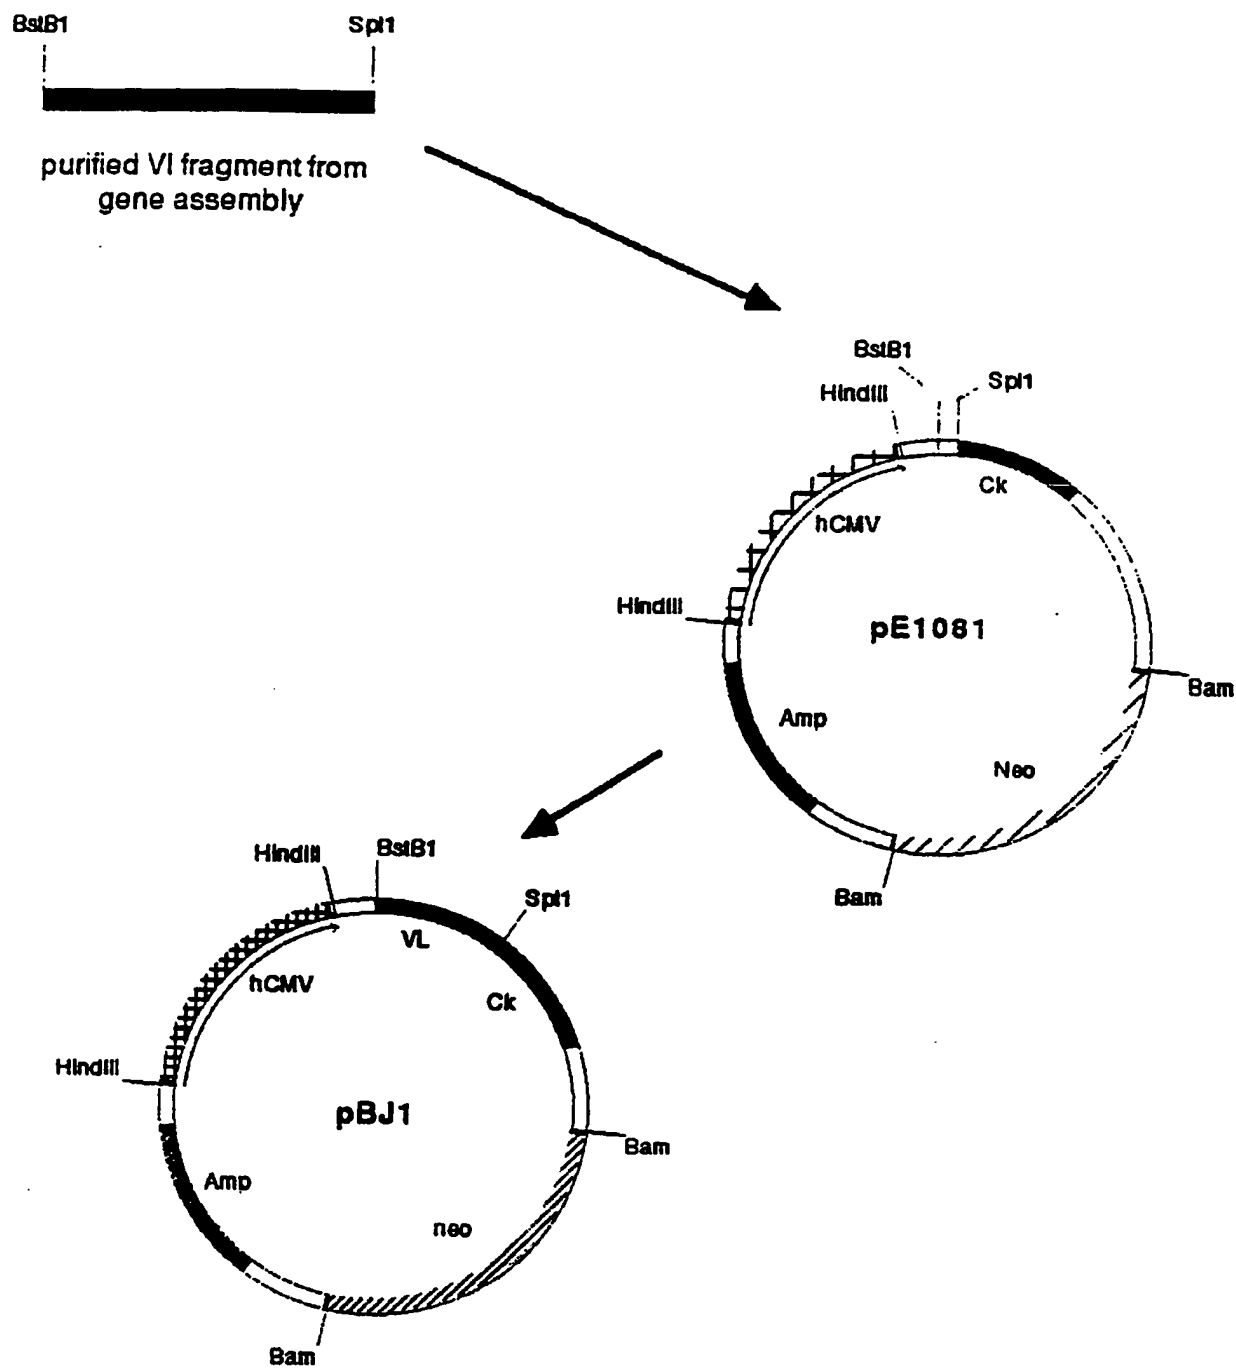 BstB1
Spl1
purified Vl fragment from
gene assembly
BstB1
HindIII
Spl1
Ck
hCMV
HindIII
pE1081
Bam
Amp
Neo
Bam
HindIII
BstB1
Spl1
VL
hCMV
Ck
HindIII
pBJ1
Bam
Amp
neo
Bam